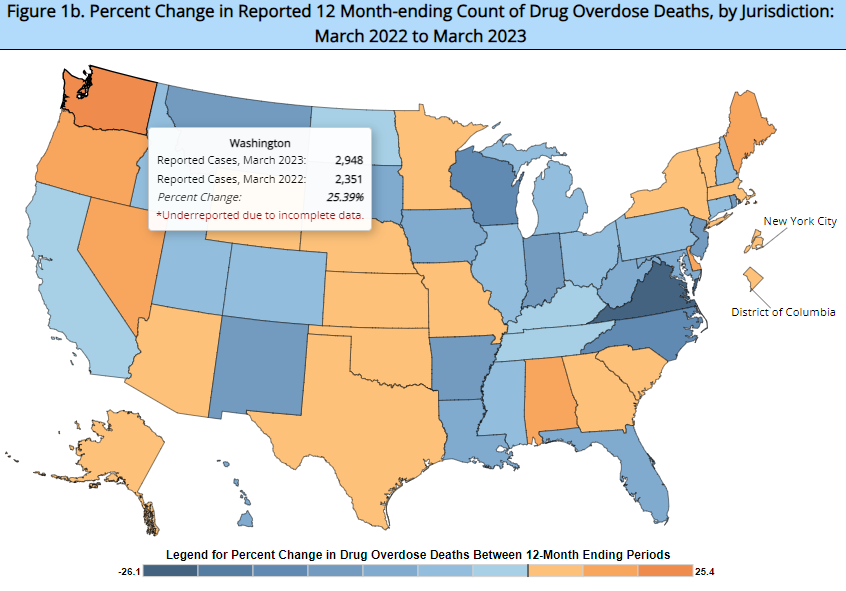 Figure 1b. Percent Change in Reported 12 Month-ending Count of Drug Overdose Deaths, by Jurisdiction:
March 2022 to March 2023
Washington
Reported Cases, March 2023: 2,948
Reported Cases, March 2022: 2,351
Percent Change: 25.39%
*Underreported due to incomplete data.
New York City
District of Columbia
Legend for Percent Change in Drug Overdose Deaths Between 12-Month Ending Periods
-26.1 25.4